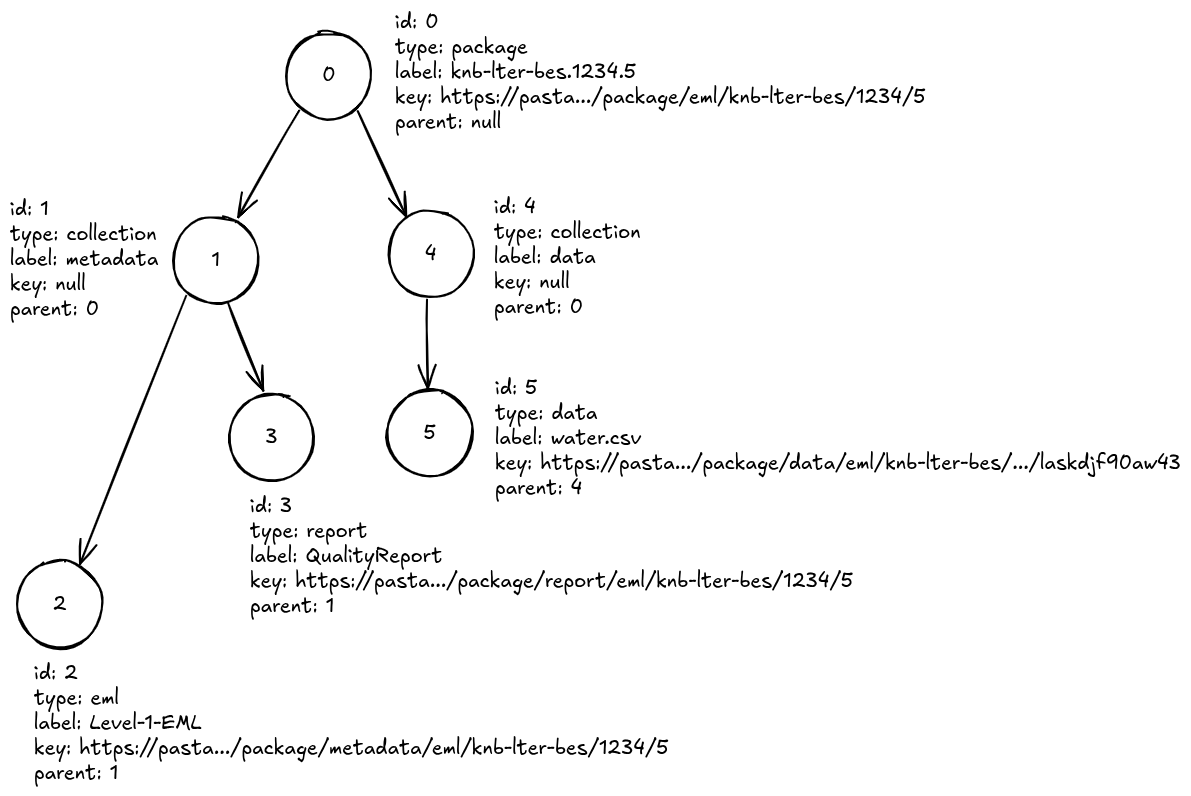 id: 0
type: package
label: knb-lter-bes.1234.5
key: https://pasta.../package/eml/knb-lter-bes/1234/5
parent: null
0
id: 1
type: collection
label: metadata
key: null
parent: 0
1
4
id: 4
type: collection
label: data
key: null
parent: 0
3
5
id: 5
type: data
label: water.csv
key: https://pasta.../package/data/eml/knb-lter-bes/.../laskdjf90aw43
parent: 4
id: 3
type: report
label: QualityReport
key: https://pasta.../package/report/eml/knb-lter-bes/1234/5
parent: 1
2
id: 2
type: eml
label: Level-1-EML
key: https://pasta.../package/metadata/eml/knb-lter-bes/1234/5
parent: 1